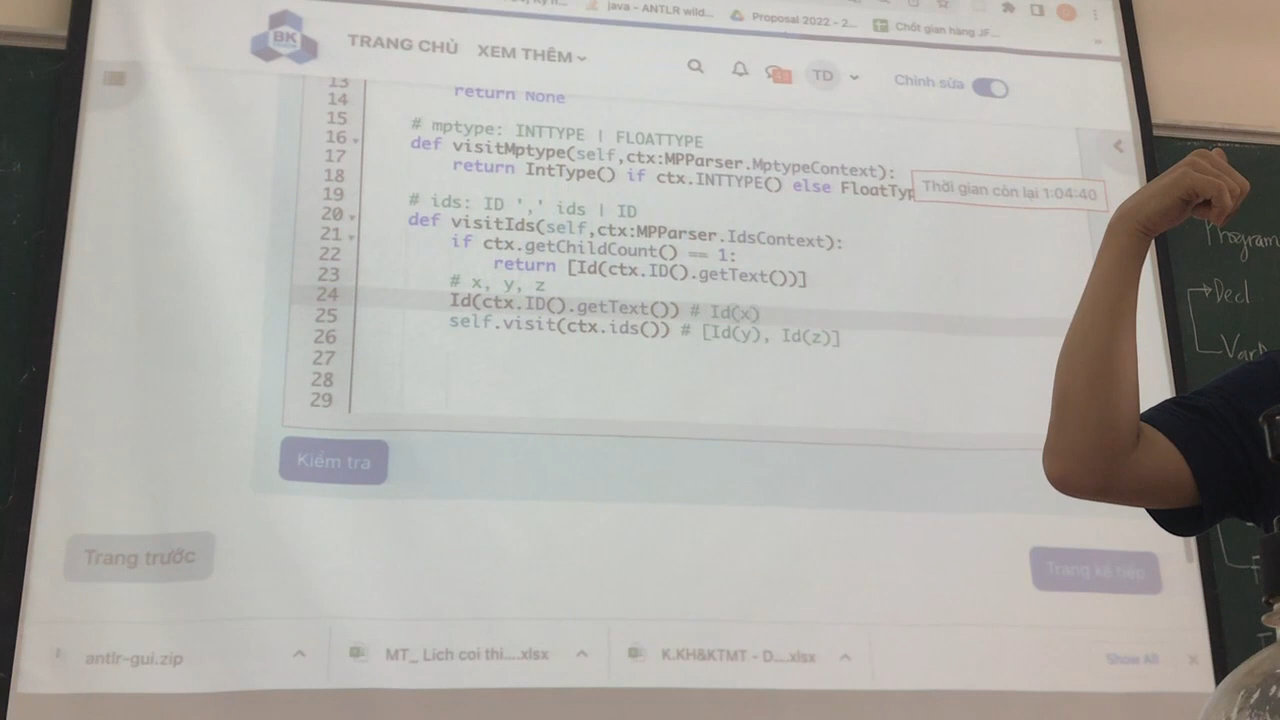 java - ANTLR wild...
Proposal 2022 - 2...
Chốt gian hàng JF...
BK
TRANG CHỦ XEM THÊM
TD
Chỉnh sửa
13
14 return None
15
16 # mptype: INTTYPE | FLOATTYPE
17 def visitMptype(self,ctx:MPParser.MptypeContext):
18 return IntType() if ctx.INTTYPE() else FloatTyp
Thời gian còn lại 1:04:40
19
20 # ids: ID ',' ids | ID
21 def visitIds(self,ctx:MPParser.IdsContext):
22 if ctx.getChildCount() == 1:
23 return [Id(ctx.ID().getText())]
24 # x, y, z
25 Id(ctx.ID().getText()) # Id(x)
26 self.visit(ctx.ids()) # [Id(y), Id(z)]
27
28
29
Kiểm tra
Trang trước
Trang kế tiếp
antlr-gui.zip
MT_ Lich coi thi....xlsx
K.KH&KTMT - D....xlsx
Show All
Program
Decl